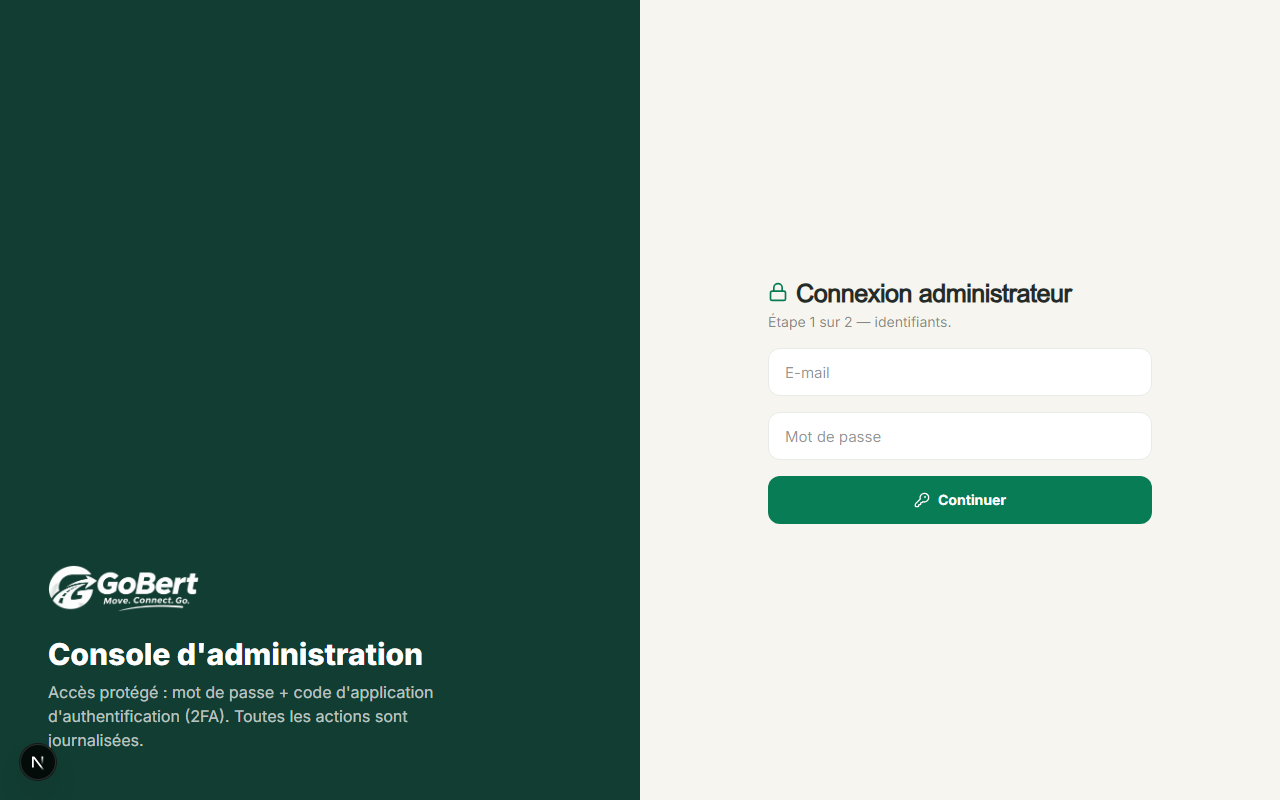 GoBert
Move. Connect. Go.
Console d'administration
Accès protégé : mot de passe + code d'application
d'authentification (2FA). Toutes les actions sont
journalisées.
N
Connexion administrateur
Étape 1 sur 2 — identifiants.
E-mail
Mot de passe
Continuer